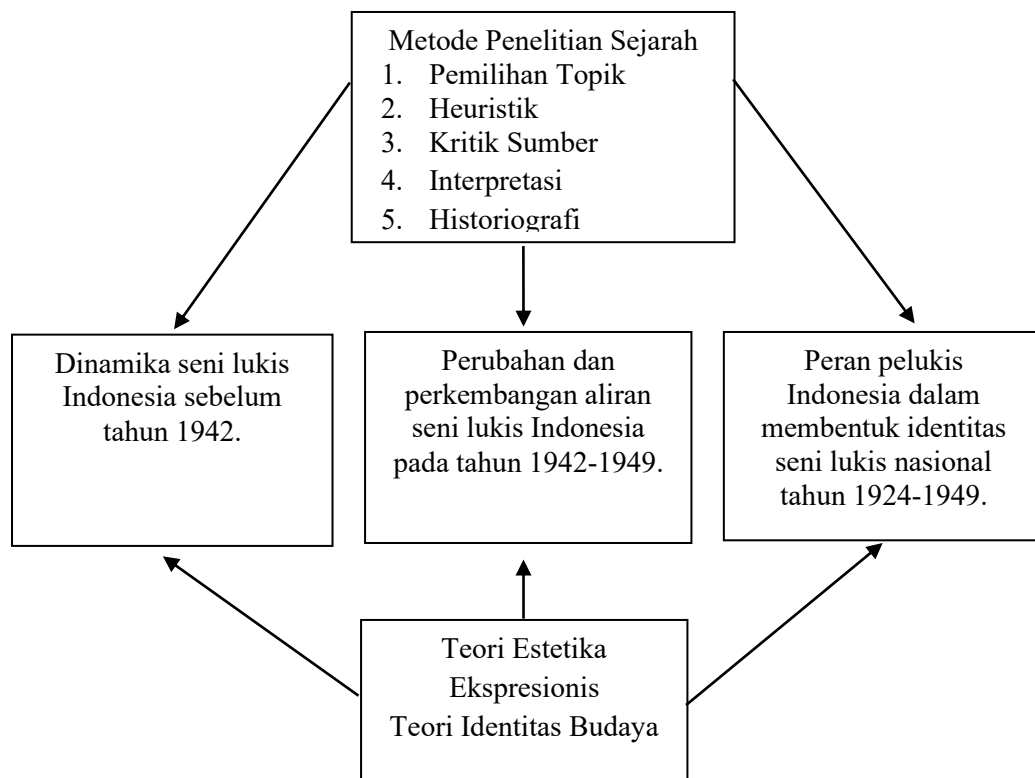 Metode Penelitian Sejarah
1. Pemilihan Topik
2. Heuristik
3. Kritik Sumber
4. Interpretasi
5. Historiografi
Dinamika seni lukis
Indonesia sebelum
tahun 1942.
Perubahan dan
perkembangan aliran
seni lukis Indonesia
pada tahun 1942-1949.
Peran pelukis
Indonesia dalam
membentuk identitas
seni lukis nasional
tahun 1924-1949.
Teori Estetika
Ekspresionis
Teori Identitas Budaya